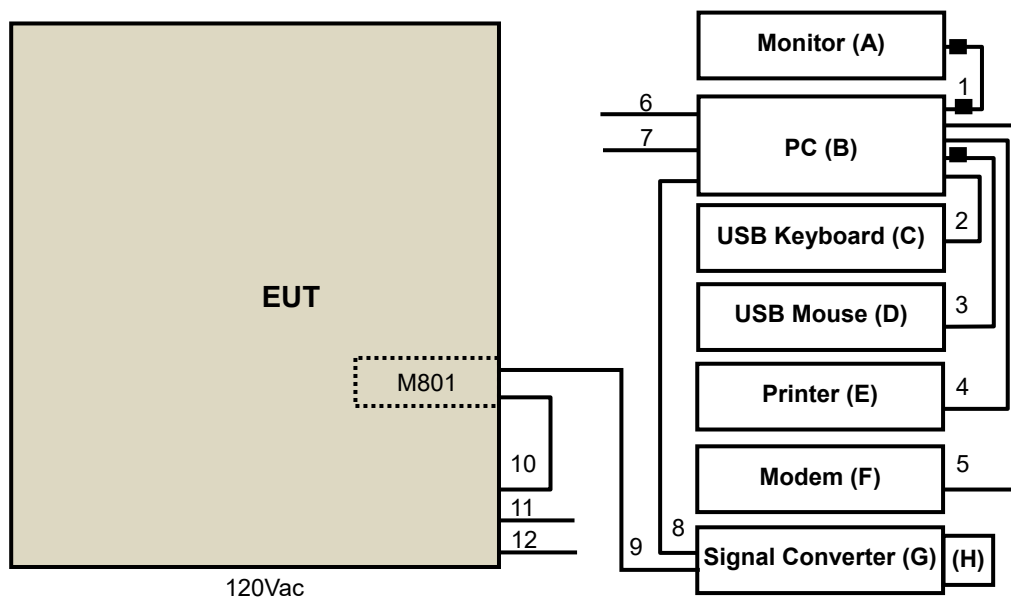 Monitor (A)
1
6
7
PC (B)
2
USB Keyboard (C)
EUT
3
USB Mouse (D)
M801
4
Printer (E)
10
5
Modem (F)
11
8
12
9
Signal Converter (G)
(H)
120Vac